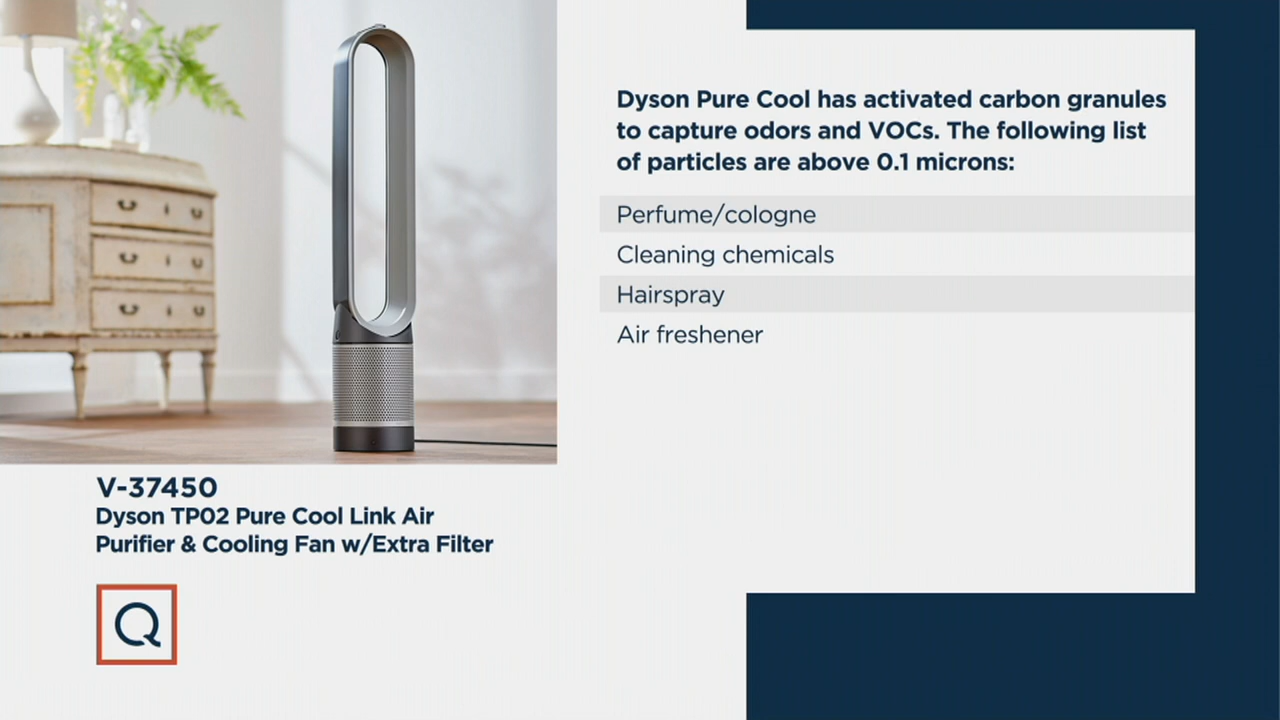 Dyson Pure Cool has activated carbon granules
to capture odors and VOCs. The following list
of particles are above 0.1 microns:
Perfume/cologne
Cleaning chemicals
Hairspray
Air freshener
V-37450
Dyson TP02 Pure Cool Link Air
Purifier & Cooling Fan w/Extra Filter
Q